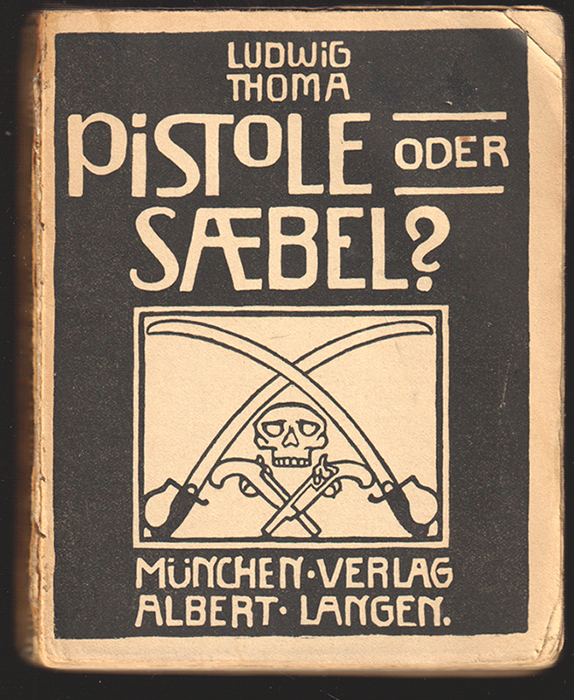 LUDWiG
THOMA
PiSTOLE ODER
SÆBEL?
MÜNCHEN·VERLAG
ALBERT·LANGEN.